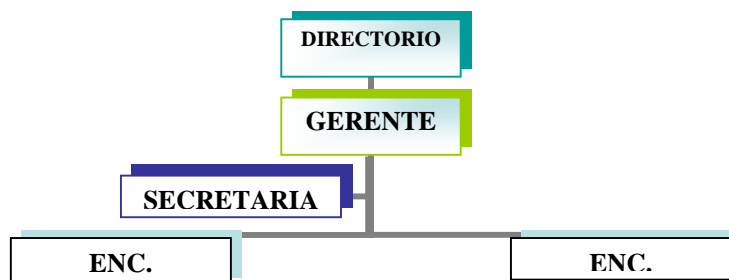 DIRECTORIO
GERENTE
SECRETARIA
ENC.
ENC.